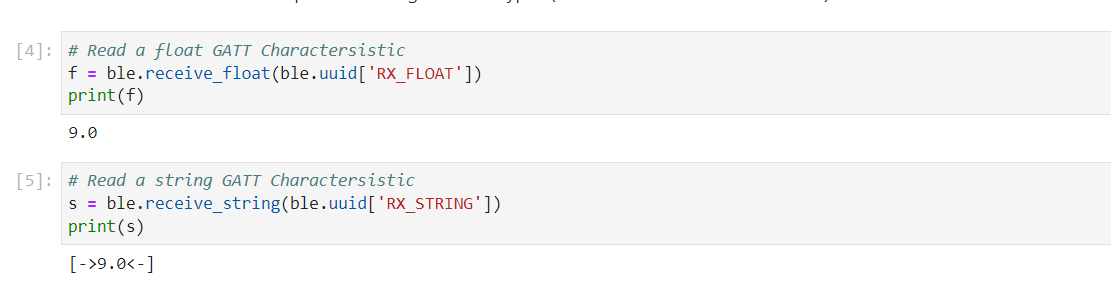 [4]: # Read a float GATT Charactersistic
f = ble.receive_float(ble.uuid['RX_FLOAT'])
print(f)
9.0
[5]: # Read a string GATT Charactersistic
s = ble.receive_string(ble.uuid['RX_STRING'])
print(s)
[->9.0<-]